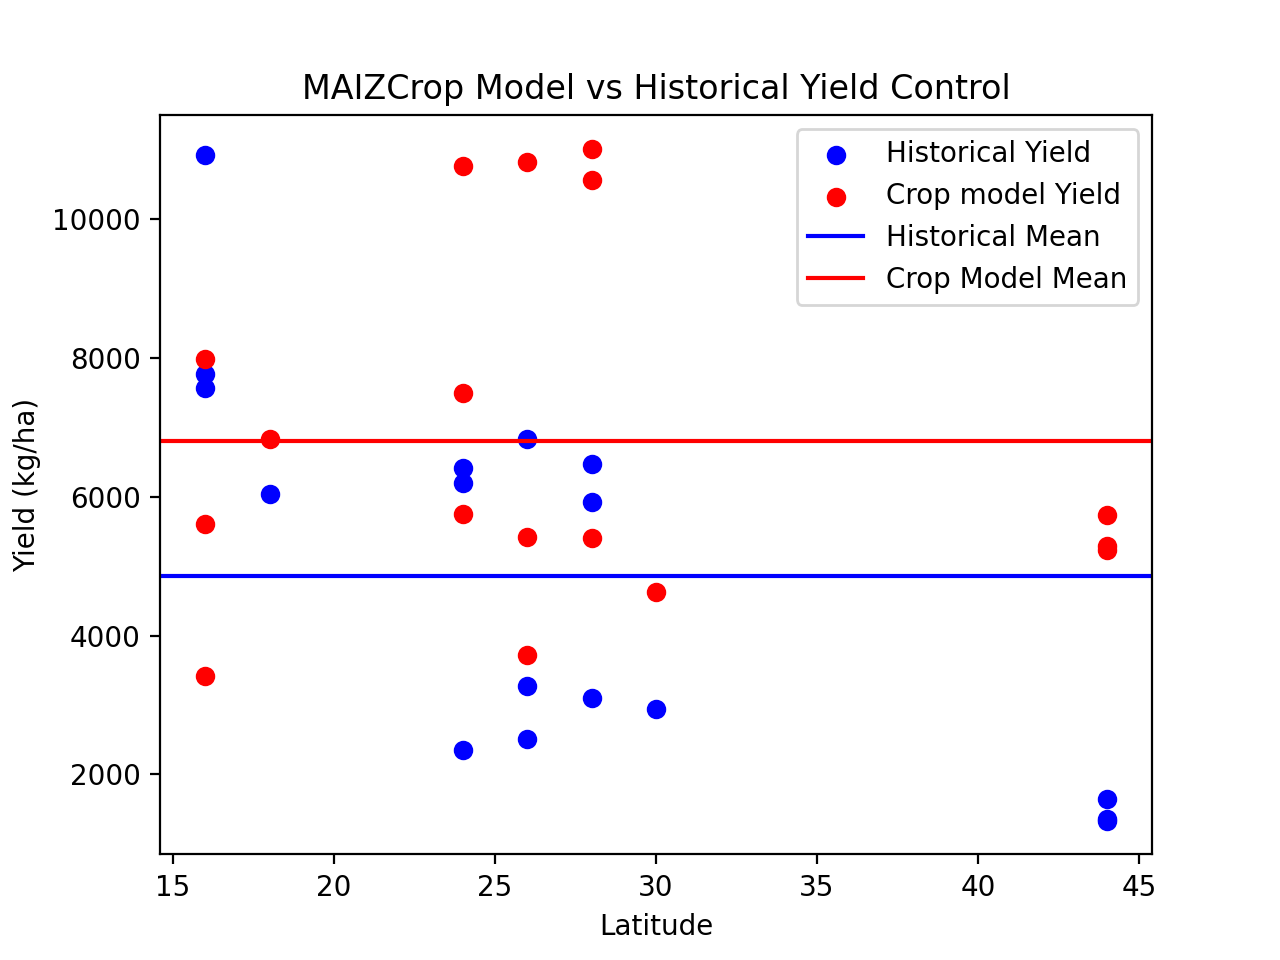 MAIZCrop Model vs Historical Yield Control
Historical Yield
Crop model Yield
Historical Mean
Crop Model Mean
Yield (kg/ha)
10000
8000
6000
4000
2000
15 20 25 30 35 40 45
Latitude